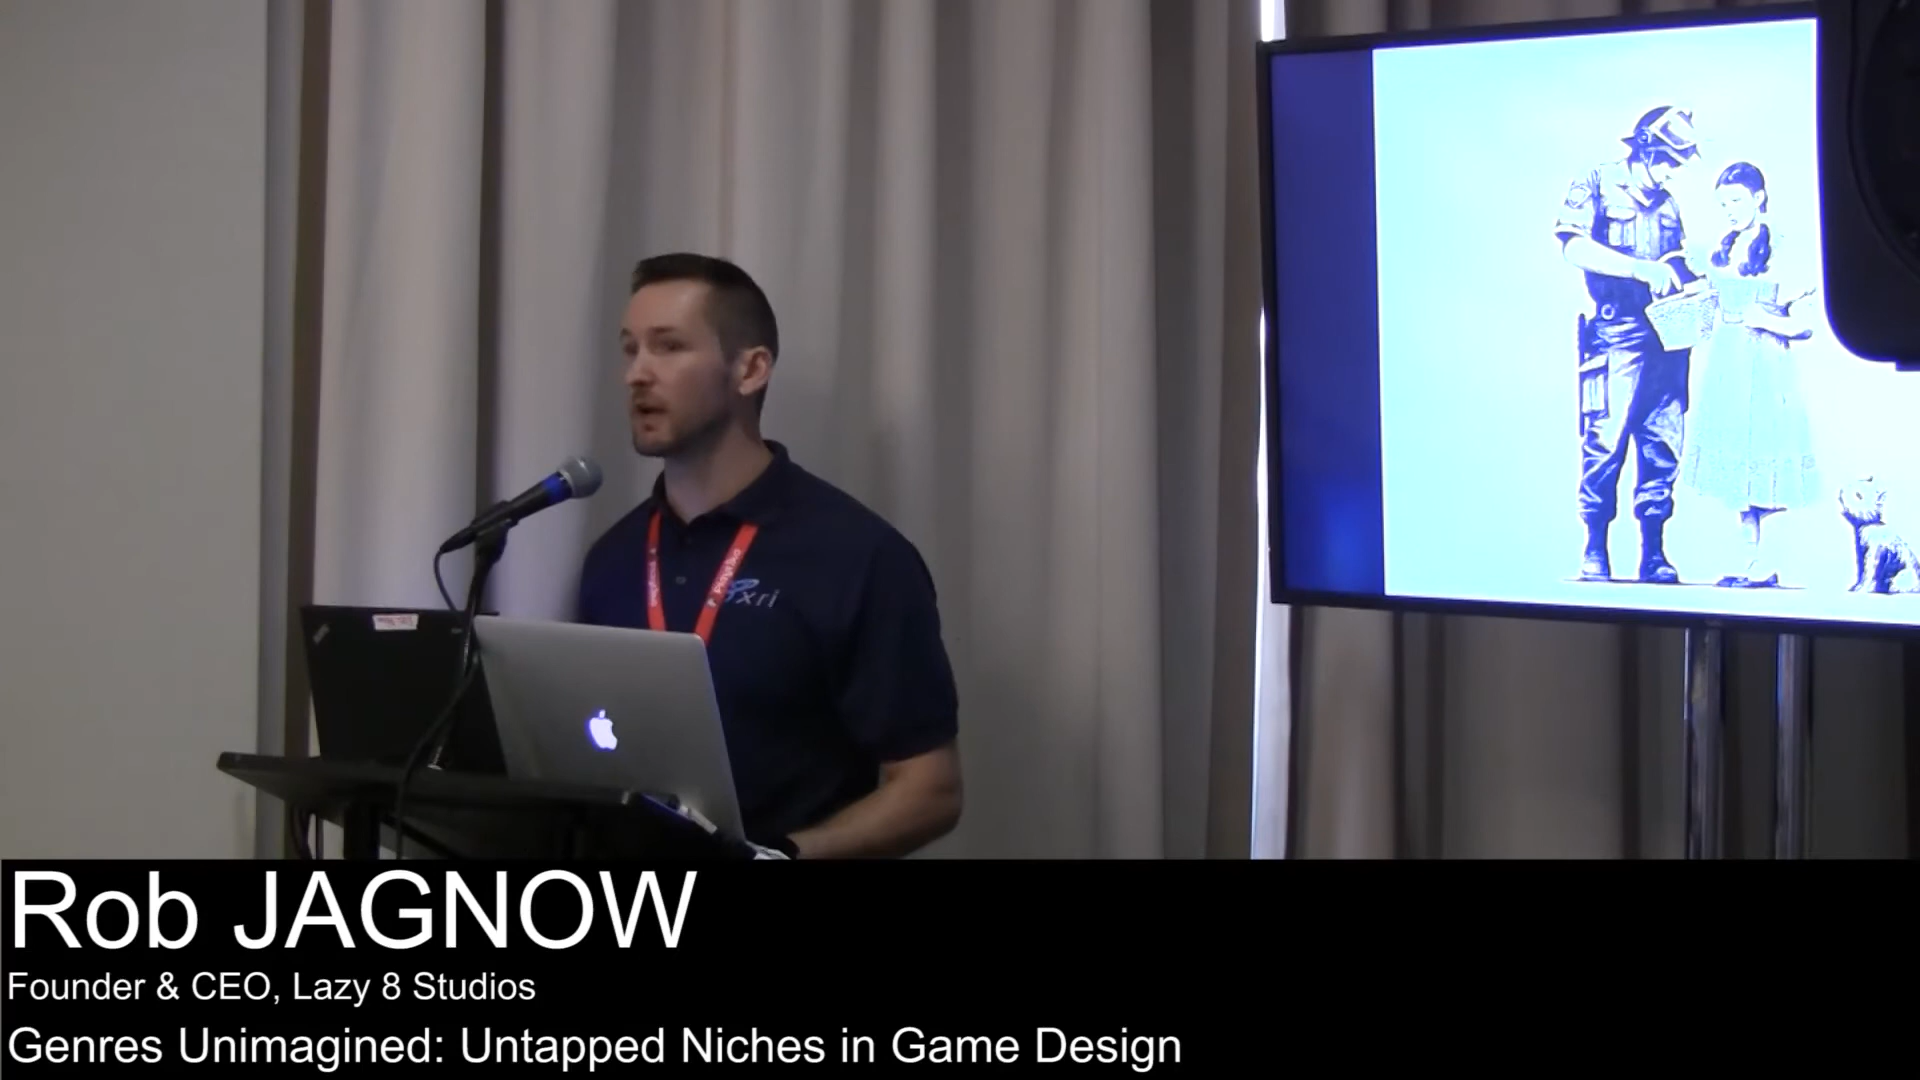 xri
Rob JAGNOW
Founder & CEO, Lazy 8 Studios
Genres Unimagined: Untapped Niches in Game Design